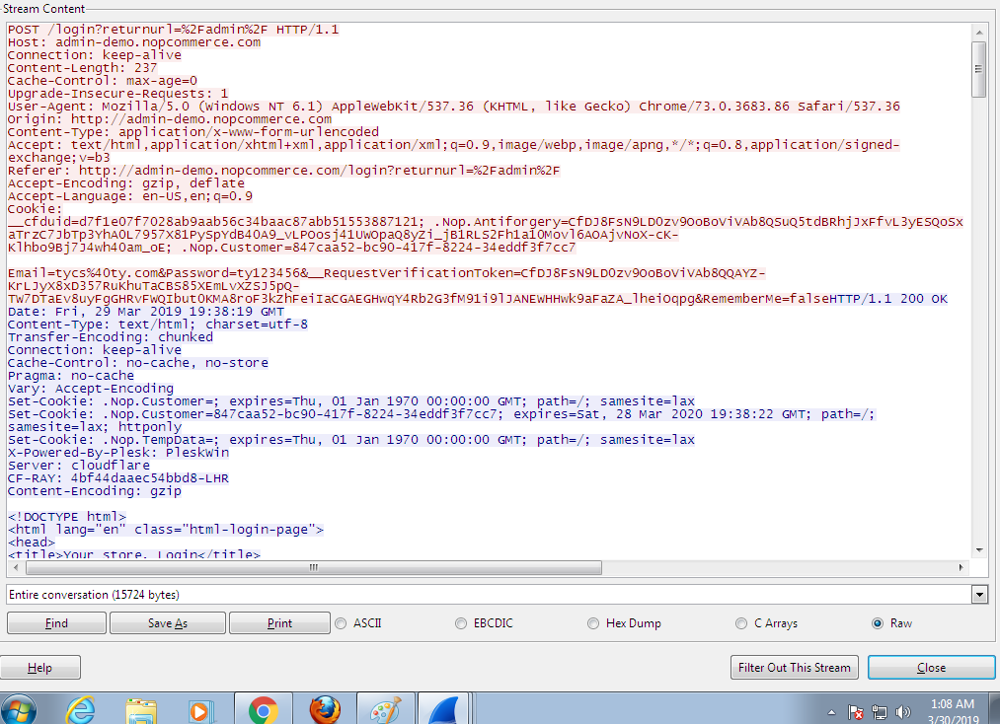 Stream Content
POST /login?returnurl=%2Fadmin%2F HTTP/1.1
Host: admin-demo.nopcommerce.com
Connection: keep-alive
Content-Length: 237
Cache-Control: max-age=0
Upgrade-Insecure-Requests: 1
User-Agent: Mozilla/5.0 (Windows NT 6.1) AppleWebKit/537.36 (KHTML, like Gecko) Chrome/73.0.3683.86 Safari/537.36
Origin: http://admin-demo.nopcommerce.com
Content-Type: application/x-www-form-urlencoded
Accept: text/html,application/xhtml+xml,application/xml;q=0.9,image/webp,image/apng,*/*;q=0.8,application/signed-
exchange;v=b3
Referer: http://admin-demo.nopcommerce.com/login?returnurl=%2Fadmin%2F
Accept-Encoding: gzip, deflate
Accept-Language: en-US,en;q=0.9
Cookie:
__cfduid=d7f1e07f7028ab9aab56c34baac87abb51553887121; .Nop.Antiforgery=CfDJ8FsN9LD0zv9OoBoViVAb8QSuQ5tdBRhjJxFfvL3yESQoSx
aTrzC7JbTp3YhA0L7957X81PySpYdB40A9_vLPOosj41UWOpaQ8yZi_jB1RLS2Fh1a10Movl6AOAjvNoX-cK-
Klhbo9Bj7J4wh40am_oE; .Nop.Customer=847caa52-bc90-417f-8224-34eddf3f7cc7
Email=tycs%40ty.com&Password=ty123456&__RequestVerificationToken=CfDJ8FsN9LD0zv9OoBoViVAb8QQAYZ-
KrLJyX8xD357RuKhuTaCBS85XEmLvXZSJ5pQ-
TW7DTaEv8uyFgGHRvFWQIbut0KMA8roF3kZhFeiIaCGAEGHwqY4Rb2G3fM91i9lJANEwHHwk9aFaZA_lheiOqpg&RememberMe=falseHTTP/1.1 200 OK
Date: Fri, 29 Mar 2019 19:38:19 GMT
Content-Type: text/html; charset=utf-8
Transfer-Encoding: chunked
Connection: keep-alive
Cache-Control: no-cache, no-store
Pragma: no-cache
Vary: Accept-Encoding
Set-Cookie: .Nop.Customer=; expires=Thu, 01 Jan 1970 00:00:00 GMT; path=/; samesite=lax
Set-Cookie: .Nop.Customer=847caa52-bc90-417f-8224-34eddf3f7cc7; expires=Sat, 28 Mar 2020 19:38:22 GMT; path=/;
samesite=lax; httponly
Set-Cookie: .Nop.TempData=; expires=Thu, 01 Jan 1970 00:00:00 GMT; path=/; samesite=lax
X-Powered-By-Plesk: PleskWin
Server: cloudflare
CF-RAY: 4bf44daaec54bbd8-LHR
Content-Encoding: gzip
<!DOCTYPE html>
<html lang="en" class="html-login-page">
<head>
<title>Your store. Login</title>
Entire conversation (15724 bytes)
Find Save As Print ASCII EBCDIC Hex Dump C Arrays Raw
Help Filter Out This Stream Close
1:08 AM
3/30/2019